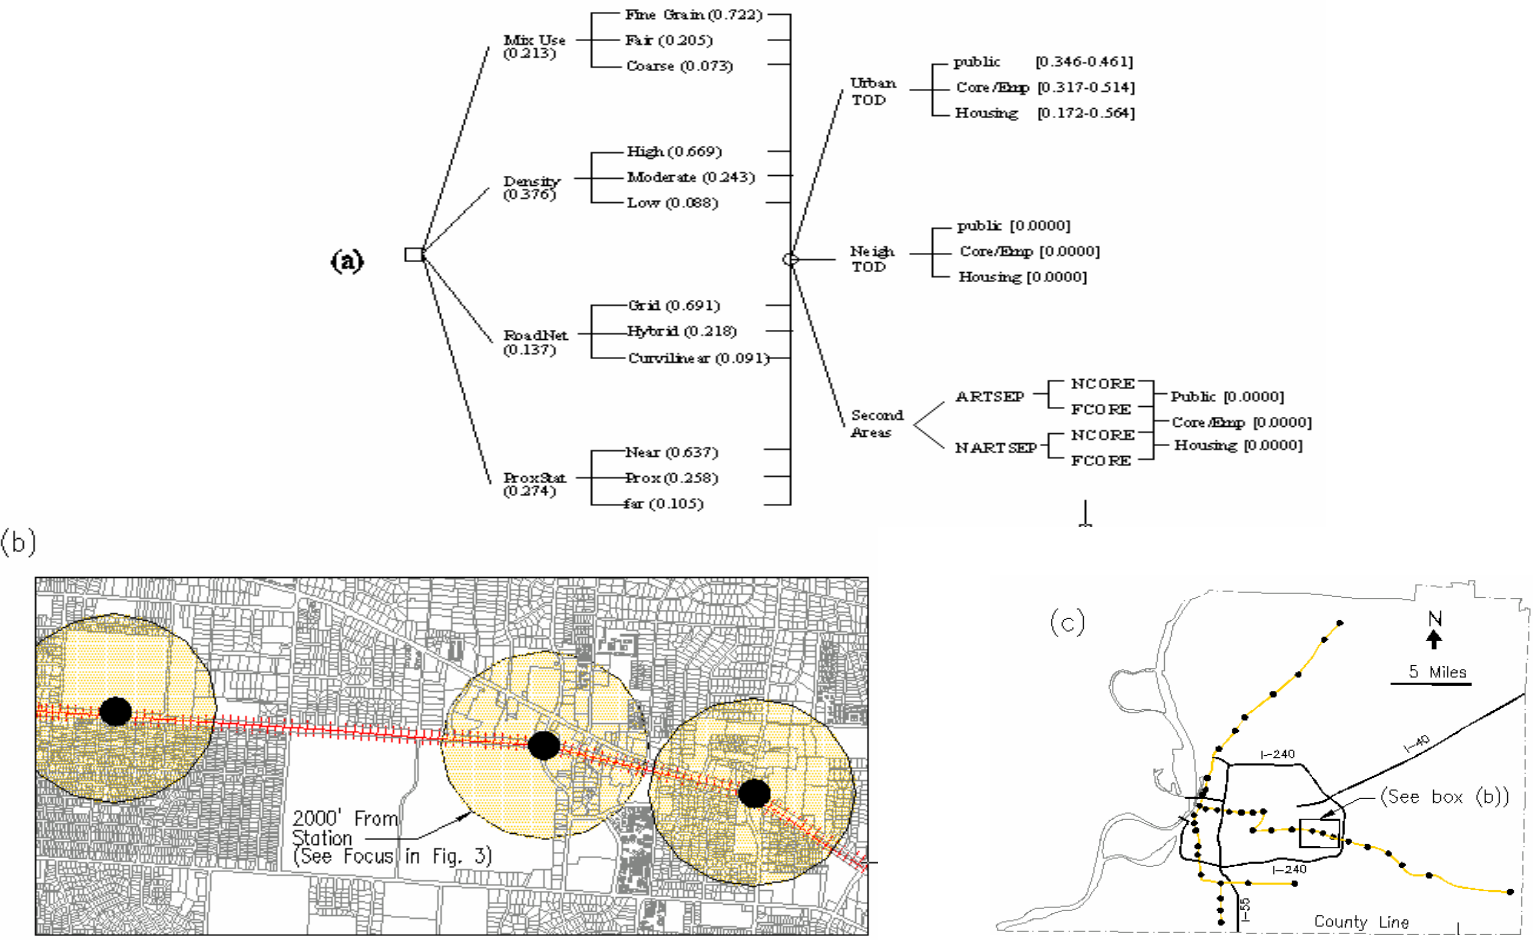 (a)
Mix Use
(0.213)
Fine Grain (0.722)
Fair (0.205)
Coarse (0.073)
Density
(0.376)
High (0.669)
Moderate (0.243)
Low (0.088)
RoadNet
(0.137)
Grid (0.691)
Hybrid (0.218)
Curvilinear (0.091)
ProxStat
(0.274)
Near (0.637)
Prox (0.258)
far (0.105)
Urban
TOD
public [0.346-0.461]
Core/Emp [0.317-0.514]
Housing [0.172-0.564]
Neigh
TOD
public [0.0000]
Core/Emp [0.0000]
Housing [0.0000]
Second
Areas
ARTSEP
NCORE
FCORE
NARTSEP
NCORE
FCORE
Public [0.0000]
Core/Emp [0.0000]
Housing [0.0000]
(b)
2000' From
Station
(See Focus in Fig. 3)
(c)
N
5 Miles
I-40
I-240
(See box (b))
I-240
I-55
County Line